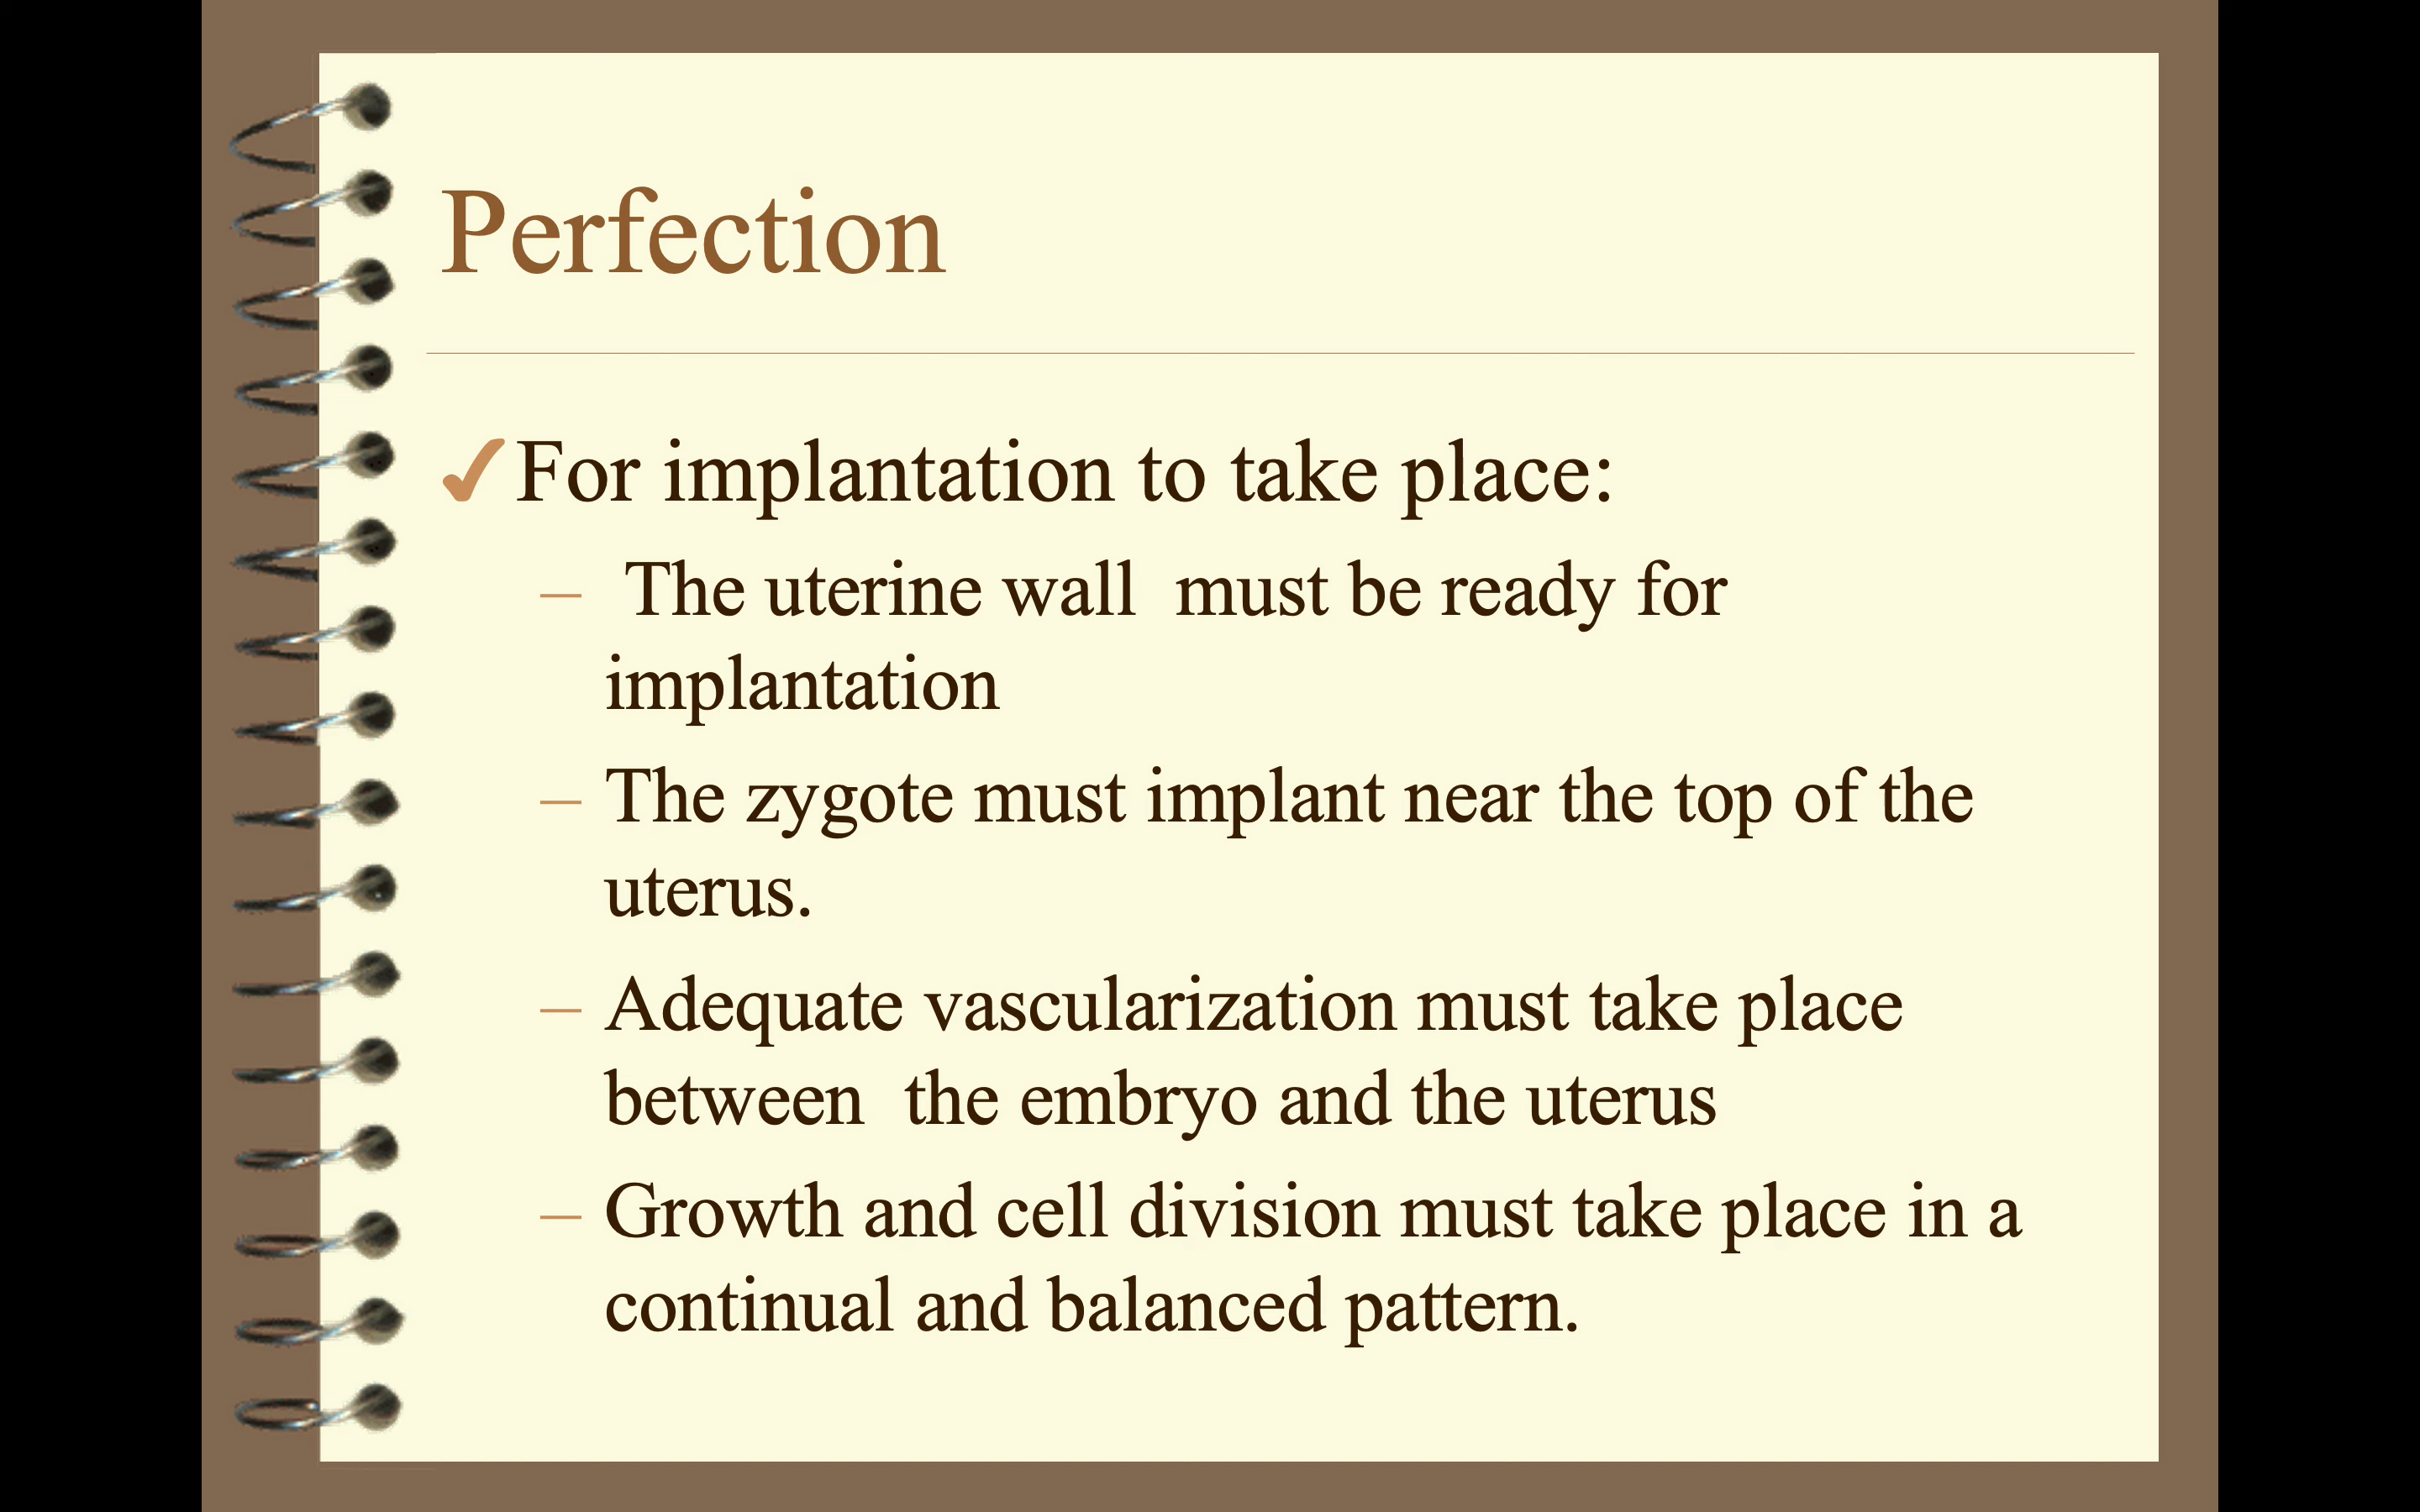 Perfection
✓For implantation to take place:
– The uterine wall  must be ready for
implantation
– The zygote must implant near the top of the
uterus.
– Adequate vascularization must take place
between  the embryo and the uterus
– Growth and cell division must take place in a
continual and balanced pattern.